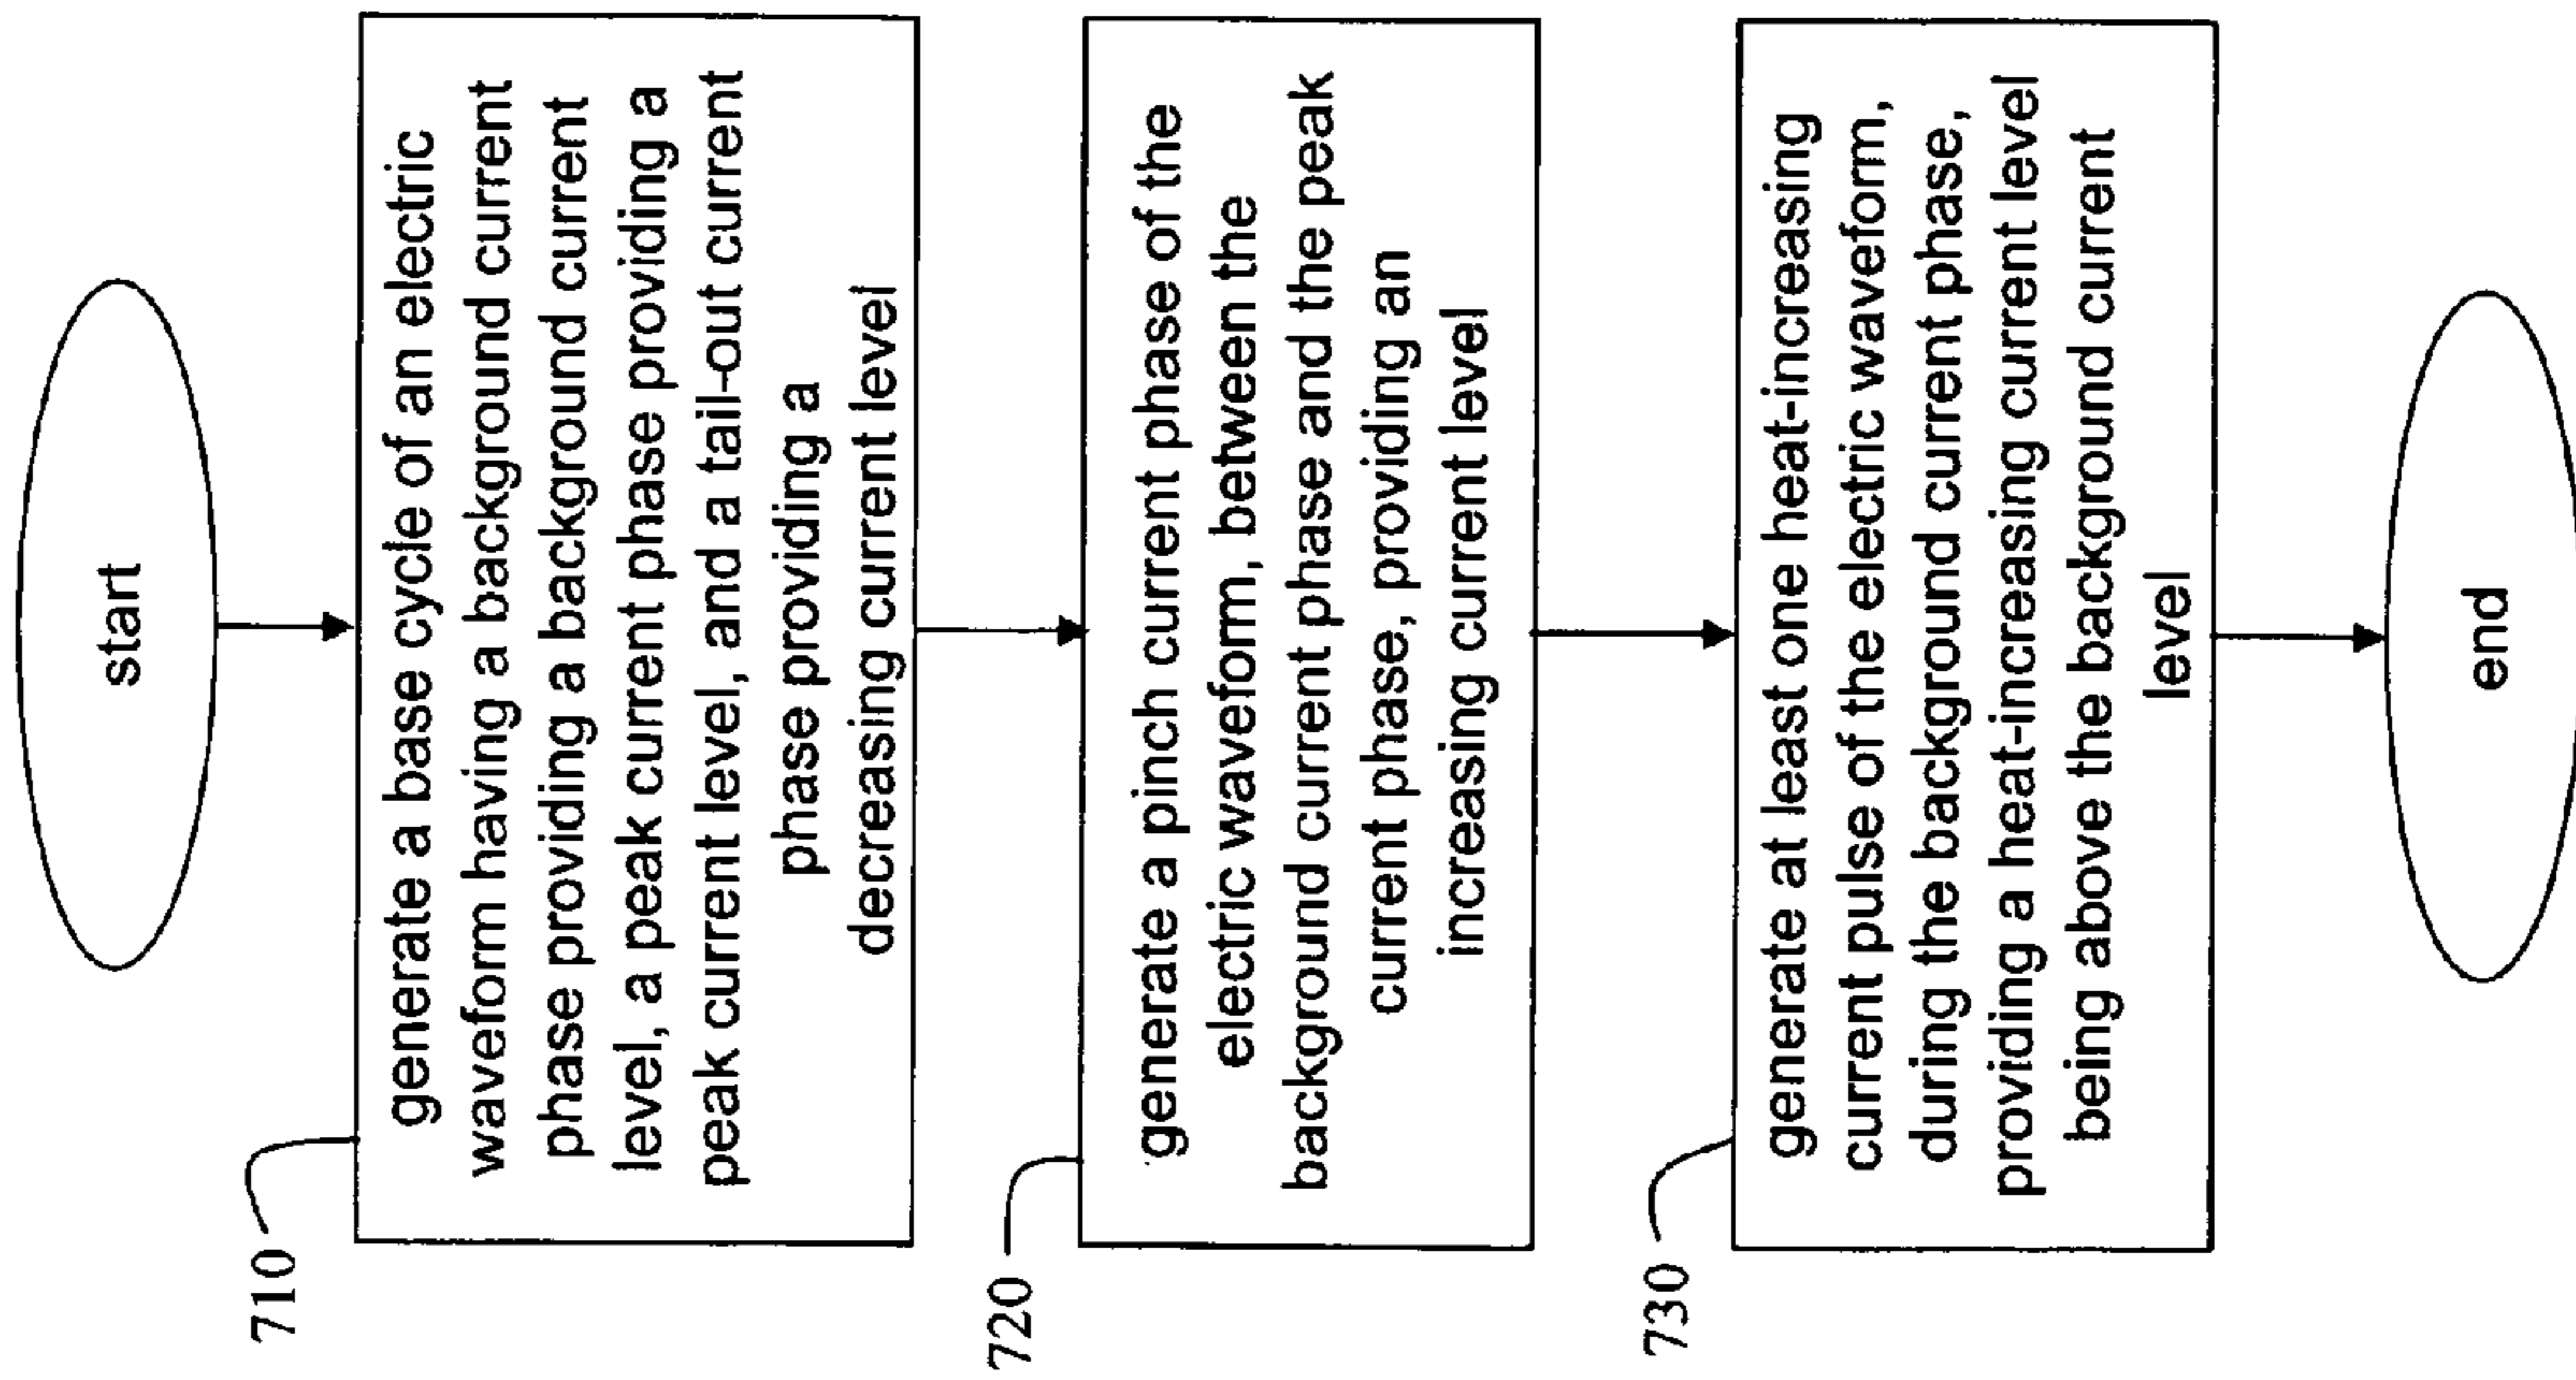 start
710
generate a base cycle of an electric
waveform having a background current
phase providing a background current
level, a peak current phase providing a
peak current level, and a tail-out current
phase providing a
decreasing current level
720
generate a pinch current phase of the
electric waveform, between the
background current phase and the peak
current phase, providing an
increasing current level
730
generate at least one heat-increasing
current pulse of the electric waveform,
during the background current phase,
providing a heat-increasing current level
being above the background current
level
end